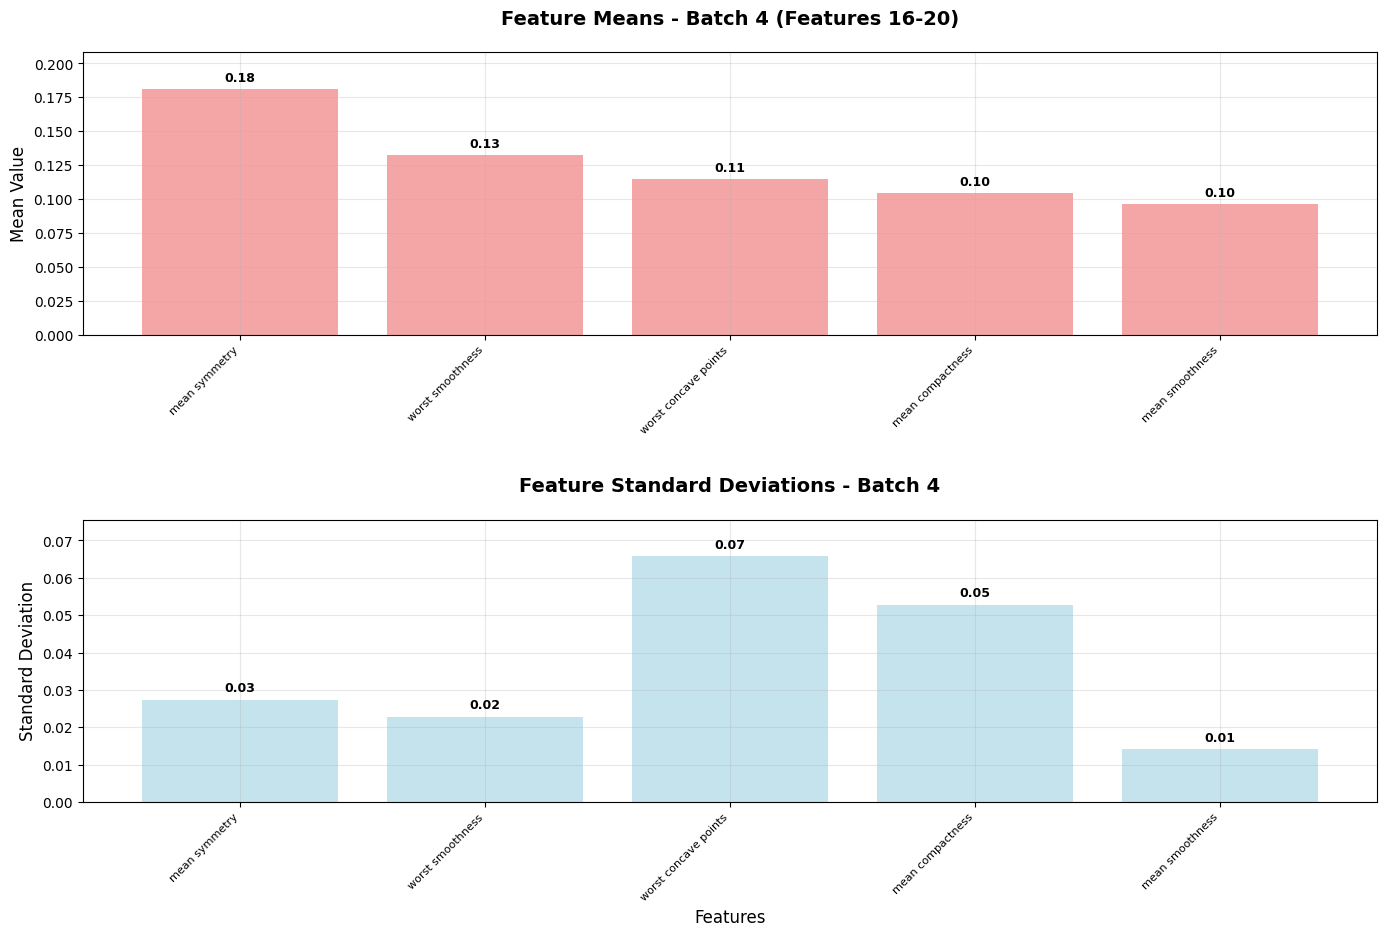 Feature Means - Batch 4 (Features 16-20)
Mean Value
0.200
0.175
0.150
0.125
0.100
0.075
0.050
0.025
0.000
0.18
0.13
0.11
0.10
0.10
mean symmetry
worst smoothness
worst concave points
mean compactness
mean smoothness
Feature Standard Deviations - Batch 4
Standard Deviation
0.07
0.06
0.05
0.04
0.03
0.02
0.01
0.00
0.03
0.02
0.07
0.05
0.01
mean symmetry
worst smoothness
worst concave points
mean compactness
mean smoothness
Features